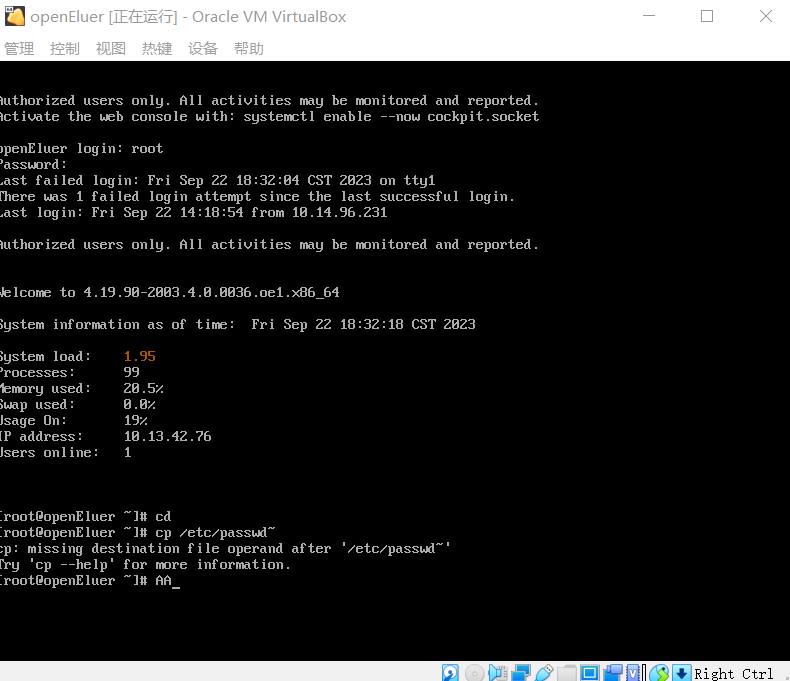 openEluer [正在运行] - Oracle VM VirtualBox
管理 控制 视图 热键 设备 帮助
Authorized users only. All activities may be monitored and reported.
Activate the web console with: systemctl enable --now cockpit.socket
openEluer login: root
Password:
Last failed login: Fri Sep 22 18:32:04 CST 2023 on tty1
There was 1 failed login attempt since the last successful login.
Last login: Fri Sep 22 14:18:54 from 10.14.96.231
Authorized users only. All activities may be monitored and reported.
Welcome to 4.19.90-2003.4.0.0036.oe1.x86_64
System information as of time:  Fri Sep 22 18:32:18 CST 2023
System load:    1.95
Processes:      99
Memory used:    20.5%
Swap used:      0.0%
Usage On:       19%
IP address:     10.13.42.76
Users online:   1
[root@openEluer ~]# cd
[root@openEluer ~]# cp /etc/passwd~
cp: missing destination file operand after '/etc/passwd~'
Try 'cp --help' for more information.
[root@openEluer ~]# AA_
Right Ctrl